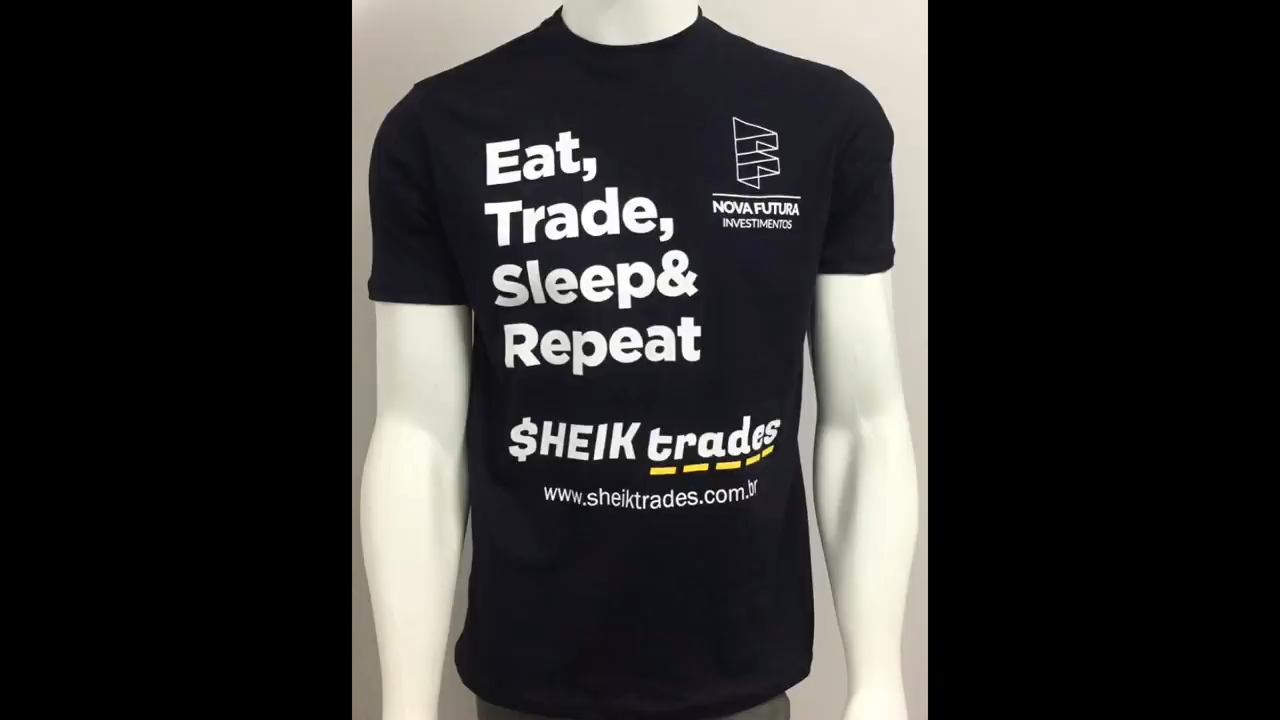 Eat,
Trade,
Sleep&
Repeat
NOVA FUTURA
INVESTIMENTOS
$HEIK trades
www.sheiktrades.com.br